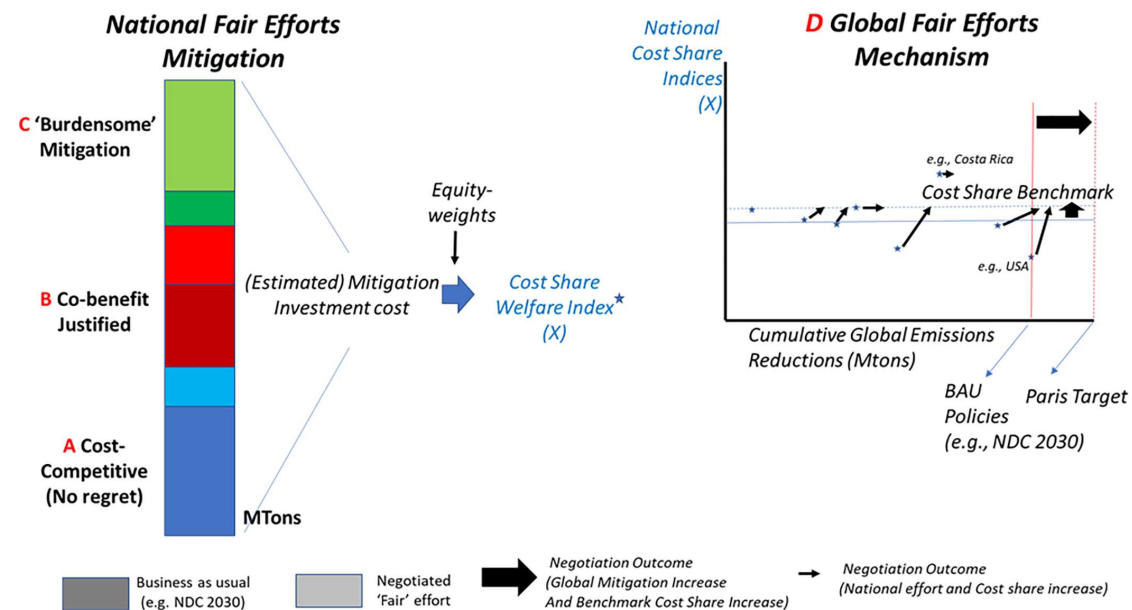 National Fair Efforts
Mitigation
C ‘Burdensome’
Mitigation
B Co-benefit
Justified
A Cost-
Competitive
(No regret)
MTons
Equity-
weights
(Estimated) Mitigation
Investment cost
Cost Share
Welfare Index
(X)
D Global Fair Efforts
Mechanism
National
Cost Share
Indices
(X)
e.g., Costa Rica
Cost Share Benchmark
e.g., USA
Cumulative Global Emissions
Reductions (Mtons)
BAU
Policies
(e.g., NDC 2030)
Paris Target
Business as usual
(e.g. NDC 2030)
Negotiated
‘Fair’ effort
Negotiation Outcome
(Global Mitigation Increase
And Benchmark Cost Share Increase)
Negotiation Outcome
(National effort and Cost share increase)